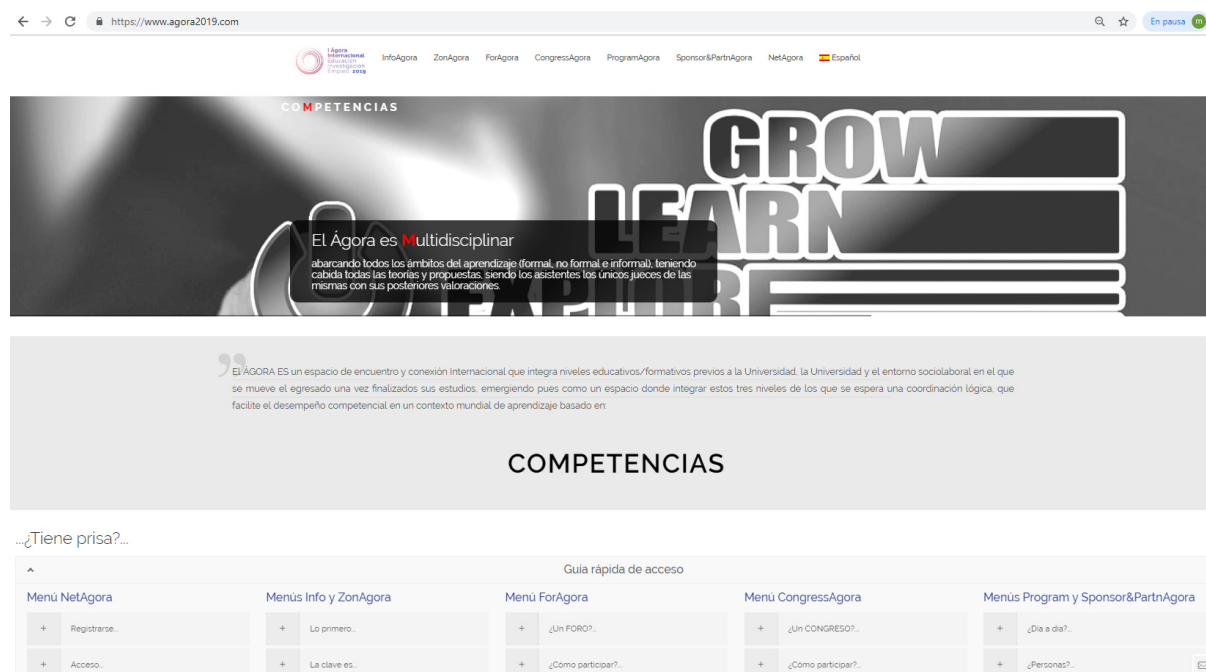 https://www.agora2019.com
En pausa
m
I Ágora
Internacional
Educación
Investigación
Empleo 2019
InfoAgora
ZonAgora
ForAgora
CongressAgora
ProgramAgora
Sponsor&PartnAgora
NetAgora
Español
COMPETENCIAS
GROW
LEARN
EXPLORE
El Ágora es Multidisciplinar
abarcando todos los ámbitos del aprendizaje (formal, no formal e informal), teniendo
cabida todas las teorías y propuestas, siendo los asistentes los únicos jueces de las
mismas con sus posteriores valoraciones.
El ÁGORA ES un espacio de encuentro y conexión Internacional que integra niveles educativos/formativos previos a la Universidad, la Universidad y el entorno sociolaboral en el que
se mueve el egresado una vez finalizados sus estudios, emergiendo pues como un espacio donde integrar estos tres niveles de los que se espera una coordinación lógica, que
facilite el desempeño competencial en un contexto mundial de aprendizaje basado en:
COMPETENCIAS
...¿Tiene prisa?...
Guía rápida de acceso
Menú NetAgora
Menús Info y ZonAgora
Menú ForAgora
Menú CongressAgora
Menús Program y Sponsor&PartnAgora
+ Registrarse...
+ Lo primero...
+ ¿Un FORO?...
+ ¿Un CONGRESO?...
+ ¿Día a día?...
+ Acceso...
+ La clave es...
+ ¿Cómo participar?...
+ ¿Cómo participar?...
+ ¿Personas?...